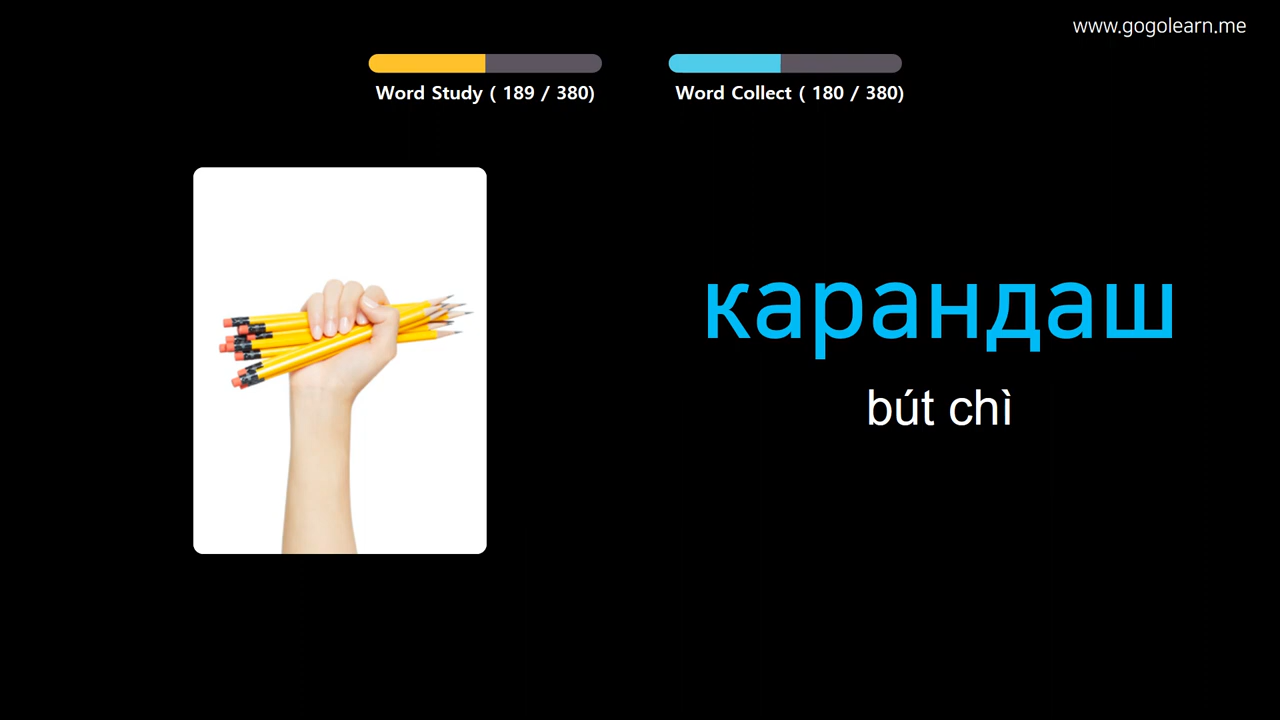 www.gogolearn.me
Word Study ( 189 / 380)
Word Collect ( 180 / 380)
карандаш
bút chì